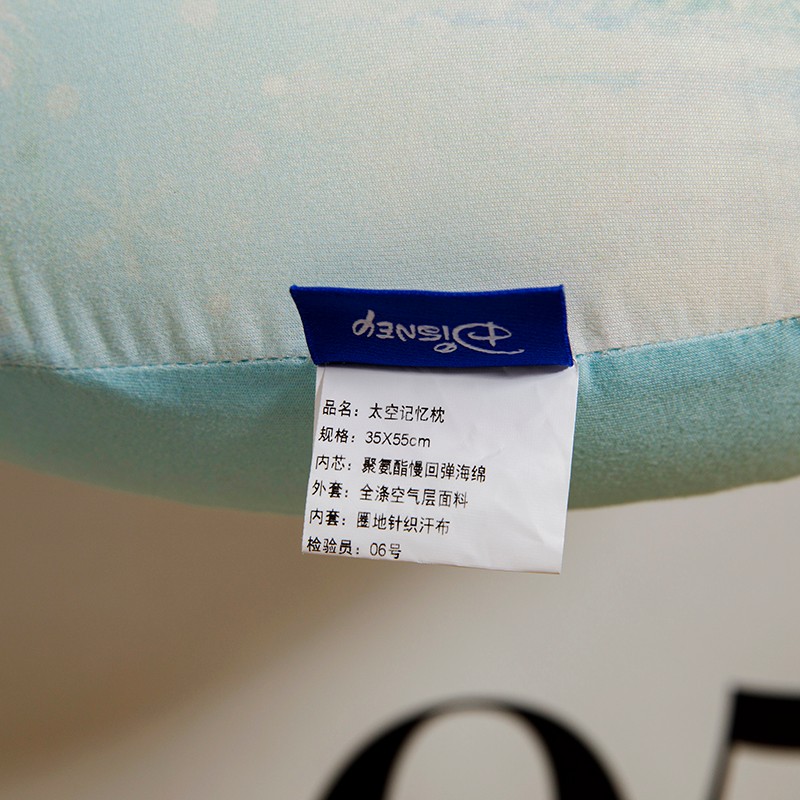 DISNEY
品名：太空记忆枕
规格：35X55cm
内芯：聚氨酯慢回弹海绵
外套：全涤空气层面料
内套：圈地针织汗布
检验员：06号